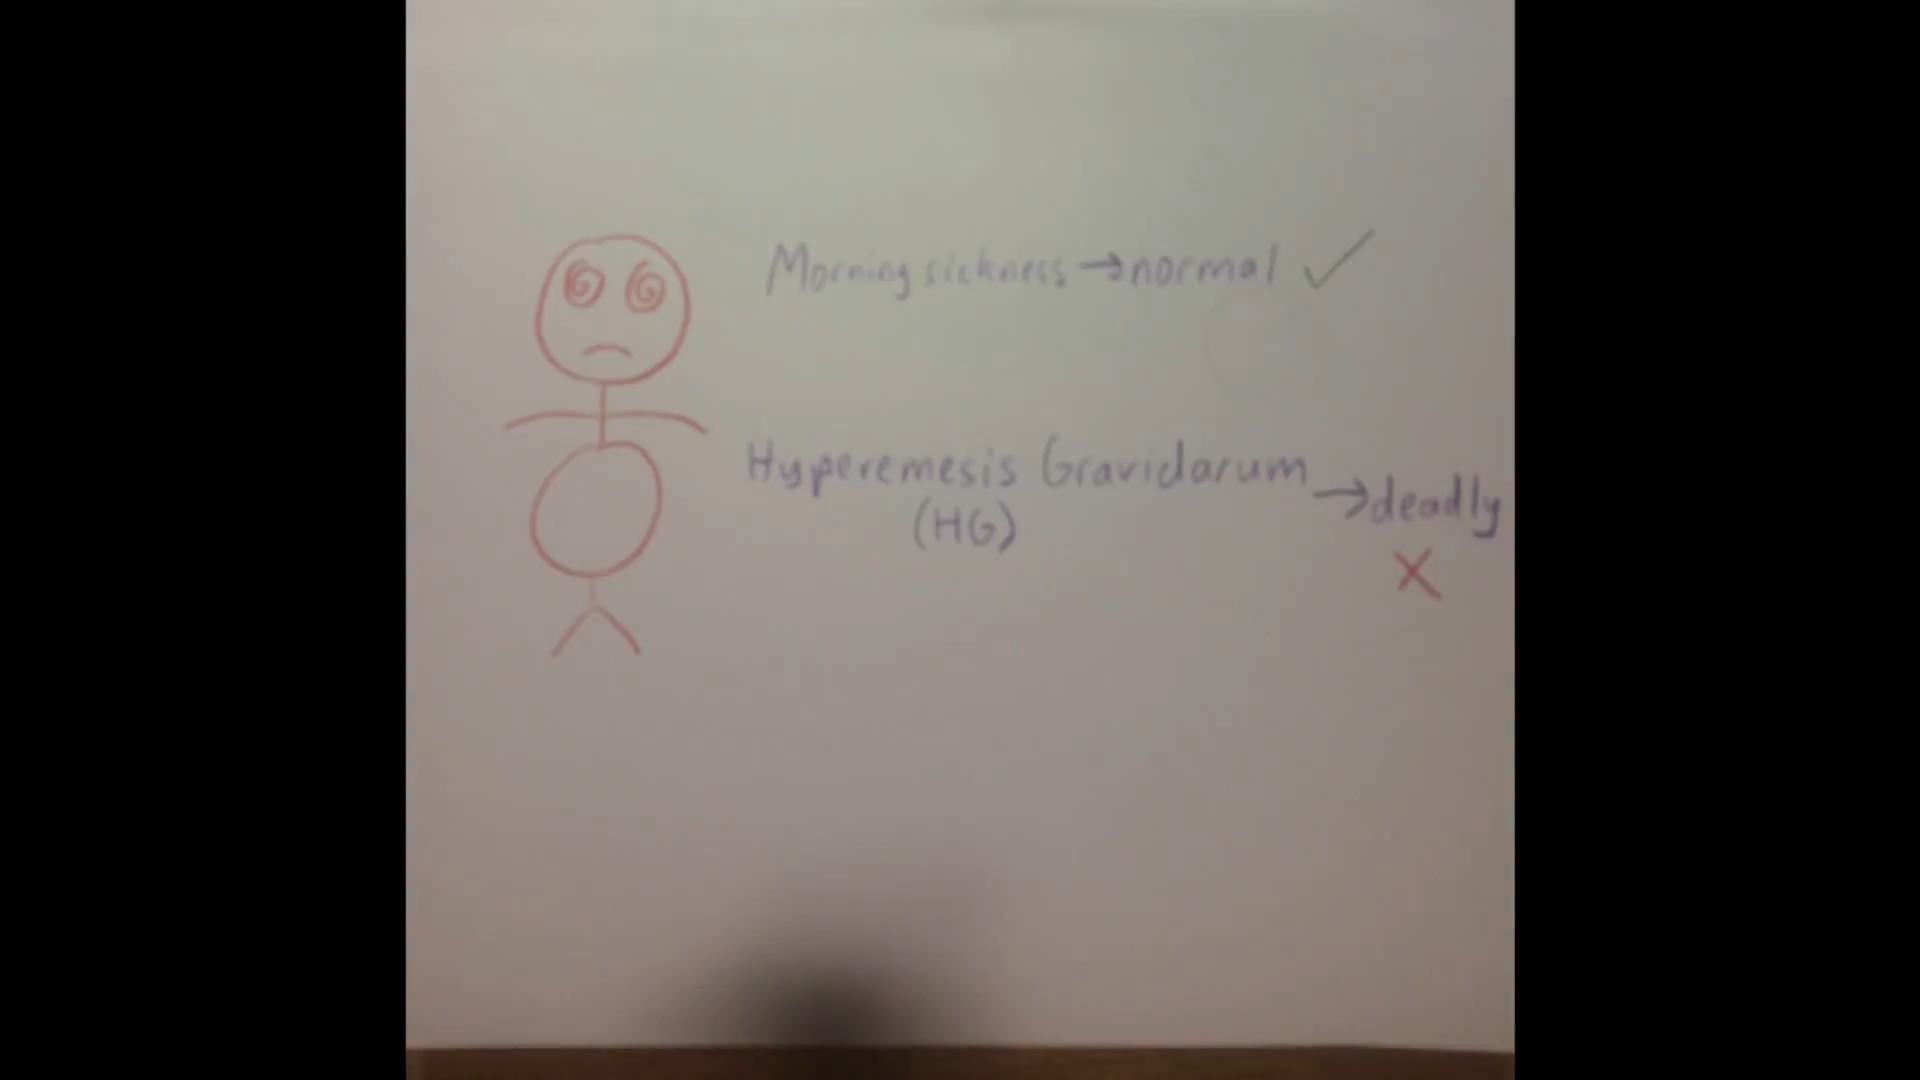 Morning sickness → normal ✓
Hyperemesis Gravidarum → deadly
(HG)
X